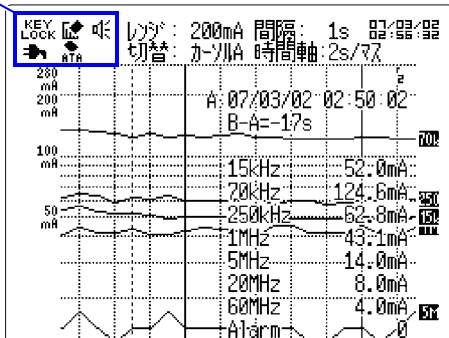 KEY LOCK レンジ: 200mA 間隔: 1s
ATA 切替: カーソルA 時間軸:2s/マス
280 mA
200 mA
A:07/03/02 02:50:02
B-A=-17s
70k
100 mA
15kHz 52.0mA
70kHz 124.6mA
250
50 mA
250kHz 62.8mA
15k
1MHz 43.1mA
5MHz 14.0mA
20MHz 8.0mA
60MHz 4.0mA
5M
Alarm 0